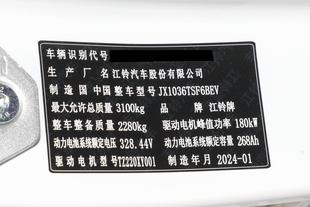 车辆识别代号
生产厂名 江铃汽车股份有限公司
制造国 中国 整车型号 JX1036TSF6BEV
最大允许总质量 3100kg 品牌 江铃牌
整车整备质量 2280kg 驱动电机峰值功率 180kW
动力电池系统额定电压 328.44V 动力电池系统额定容量 268Ah
驱动电机型号 TZ220XY001 制造年月 2024-01